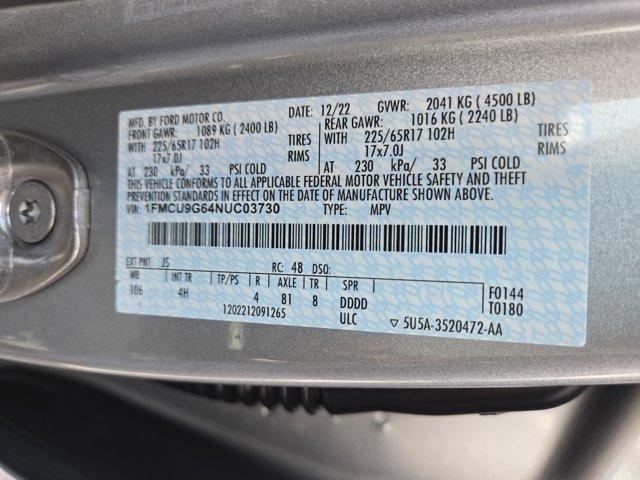 MFD. BY FORD MOTOR CO.
DATE: 12/22 GVWR: 2041 KG ( 4500 LB)
FRONT GAWR: 1089 KG ( 2400 LB) REAR GAWR: 1016 KG ( 2240 LB)
WITH 225/65R17 102H TIRES WITH 225/65R17 102H TIRES
17x7.0J RIMS 17x7.0J RIMS
AT 230 kPa/ 33 PSI COLD AT 230 kPa/ 33 PSI COLD
THIS VEHICLE CONFORMS TO ALL APPLICABLE FEDERAL MOTOR VEHICLE SAFETY AND THEFT
PREVENTION STANDARDS IN EFFECT ON THE DATE OF MANUFACTURE SHOWN ABOVE.
VIN: 1FMCU9G64NUC03730 TYPE: MPV
EXT PNT: JS RC: 48 DSO:
WB INT TR TP/PS R AXLE TR SPR F0144
106 4H 4 81 8 DDDD T0180
1202212091265 ULC ▽ 5U5A-3520472-AA